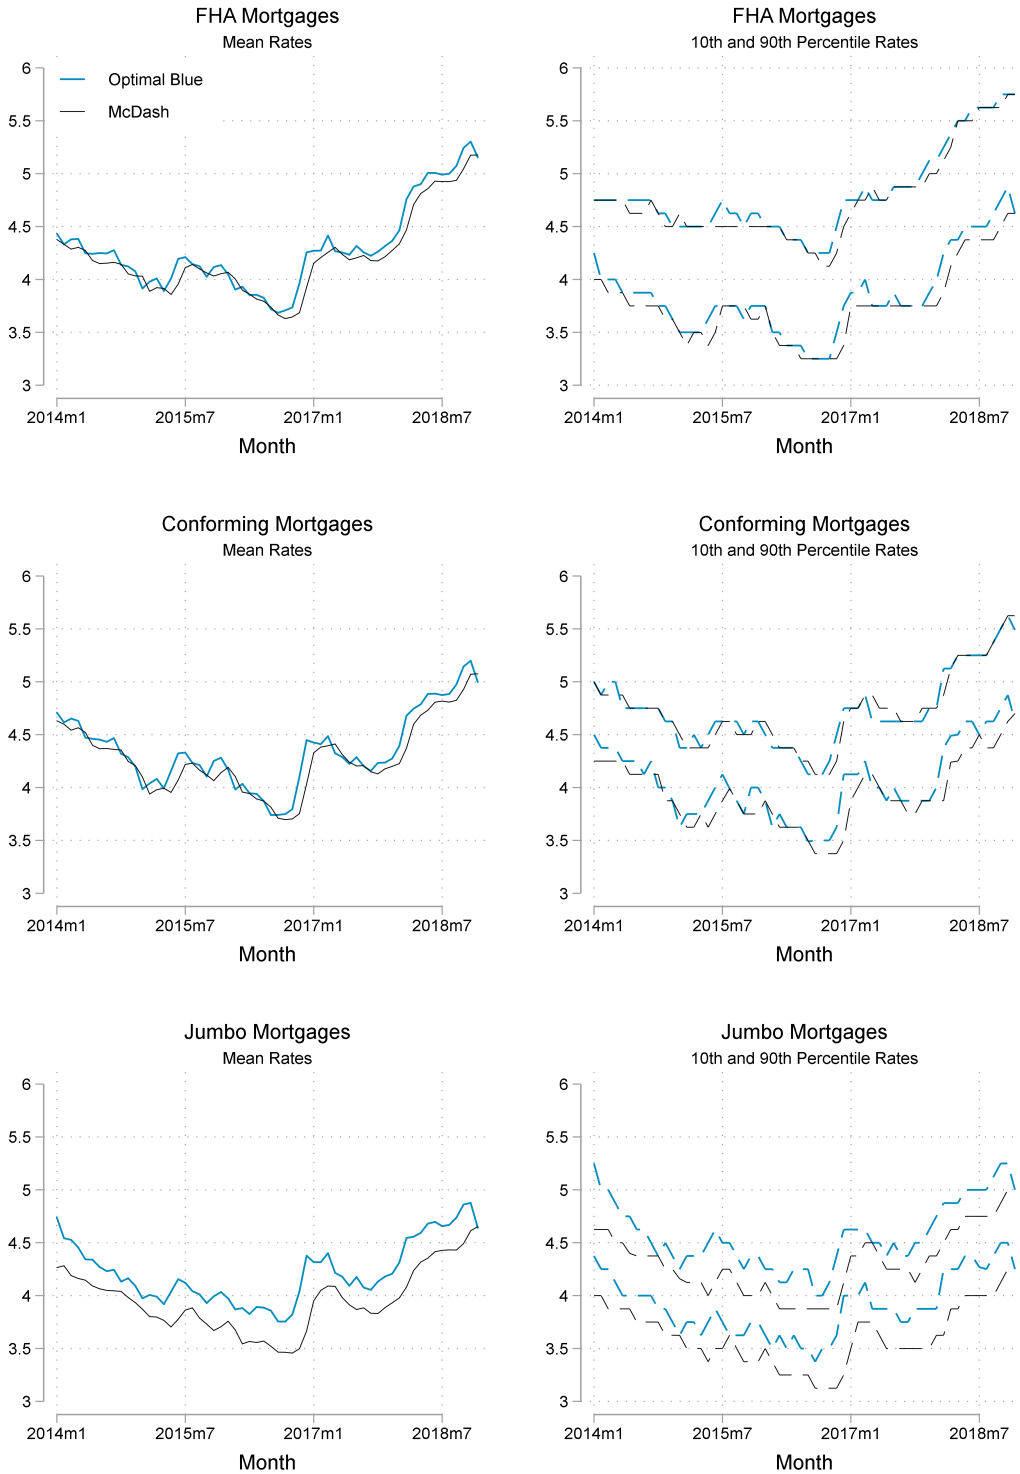 FHA Mortgages
Mean Rates
6
5.5
5
4.5
4
3.5
3
Optimal Blue
McDash
2014m1 2015m7 2017m1 2018m7
Month
FHA Mortgages
10th and 90th Percentile Rates
6
5.5
5
4.5
4
3.5
3
2014m1 2015m7 2017m1 2018m7
Month
Conforming Mortgages
Mean Rates
6
5.5
5
4.5
4
3.5
3
2014m1 2015m7 2017m1 2018m7
Month
Conforming Mortgages
10th and 90th Percentile Rates
6
5.5
5
4.5
4
3.5
3
2014m1 2015m7 2017m1 2018m7
Month
Jumbo Mortgages
Mean Rates
6
5.5
5
4.5
4
3.5
3
2014m1 2015m7 2017m1 2018m7
Month
Jumbo Mortgages
10th and 90th Percentile Rates
6
5.5
5
4.5
4
3.5
3
2014m1 2015m7 2017m1 2018m7
Month